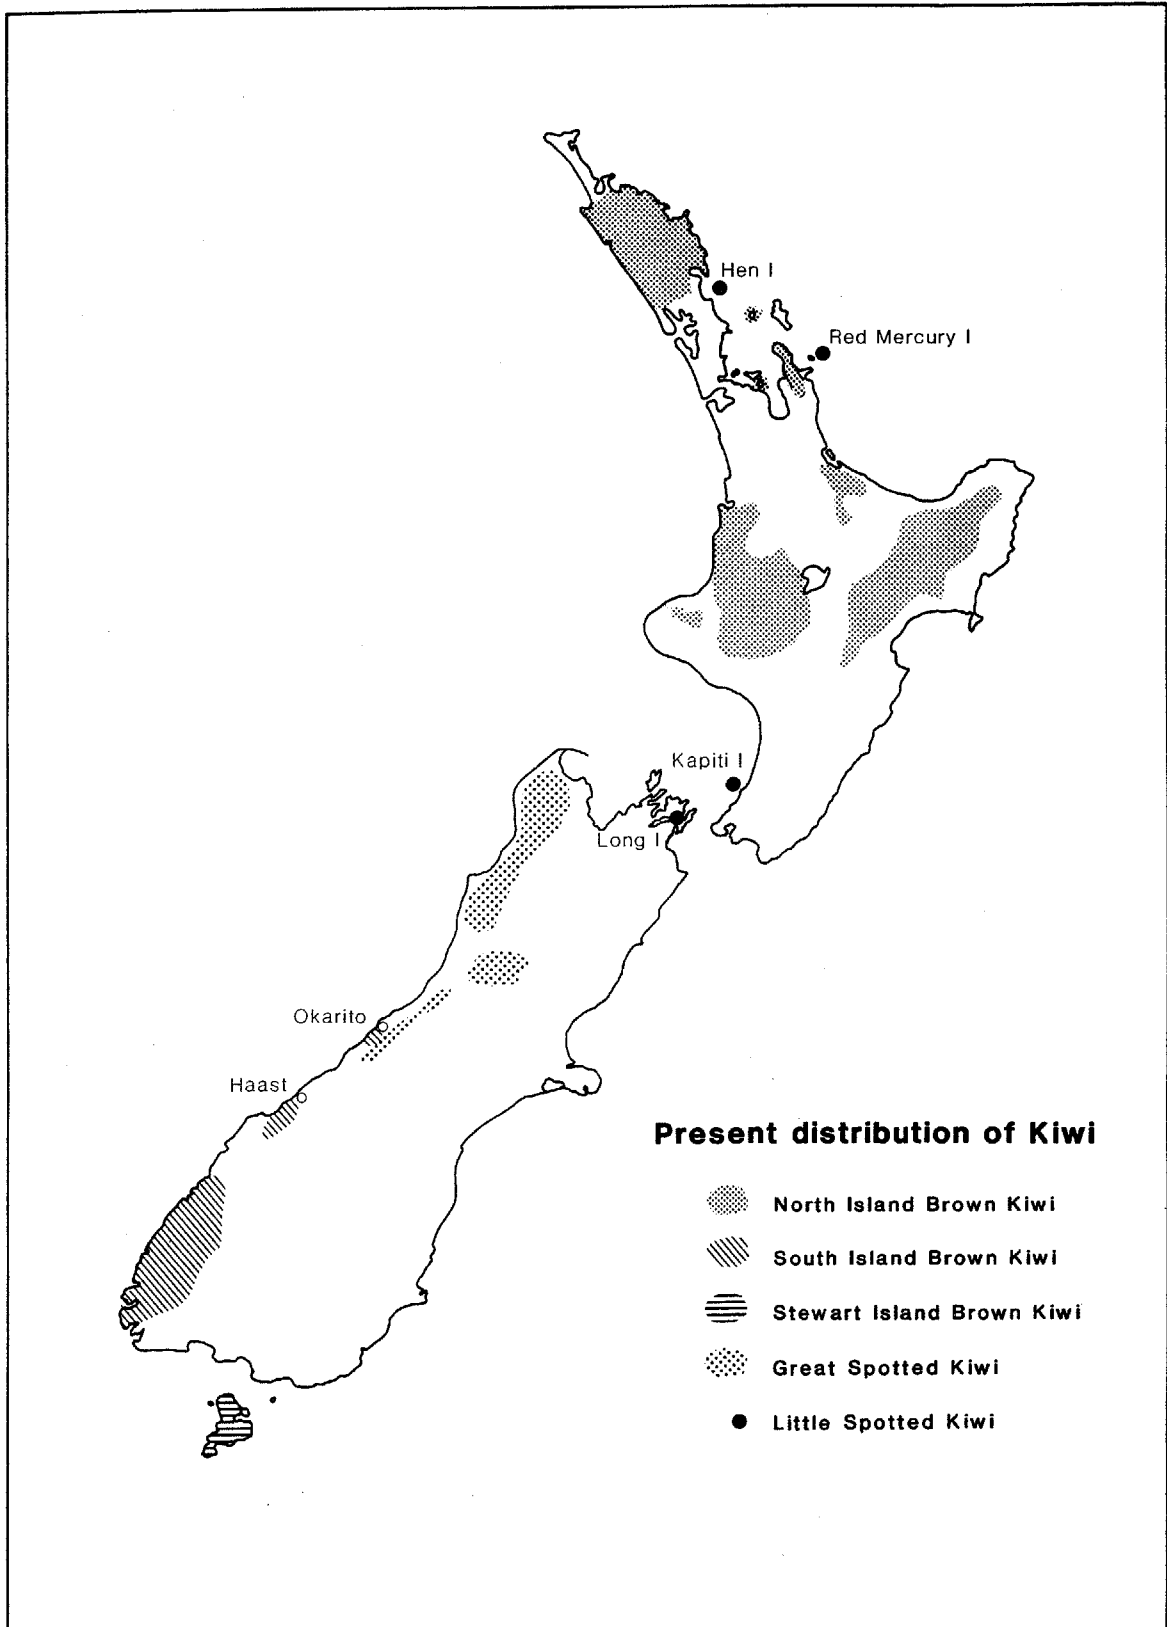 Hen I
Red Mercury I
Kapiti I
Long I
Okarito
Haast
Present distribution of Kiwi
North Island Brown Kiwi
South Island Brown Kiwi
Stewart Island Brown Kiwi
Great Spotted Kiwi
Little Spotted Kiwi